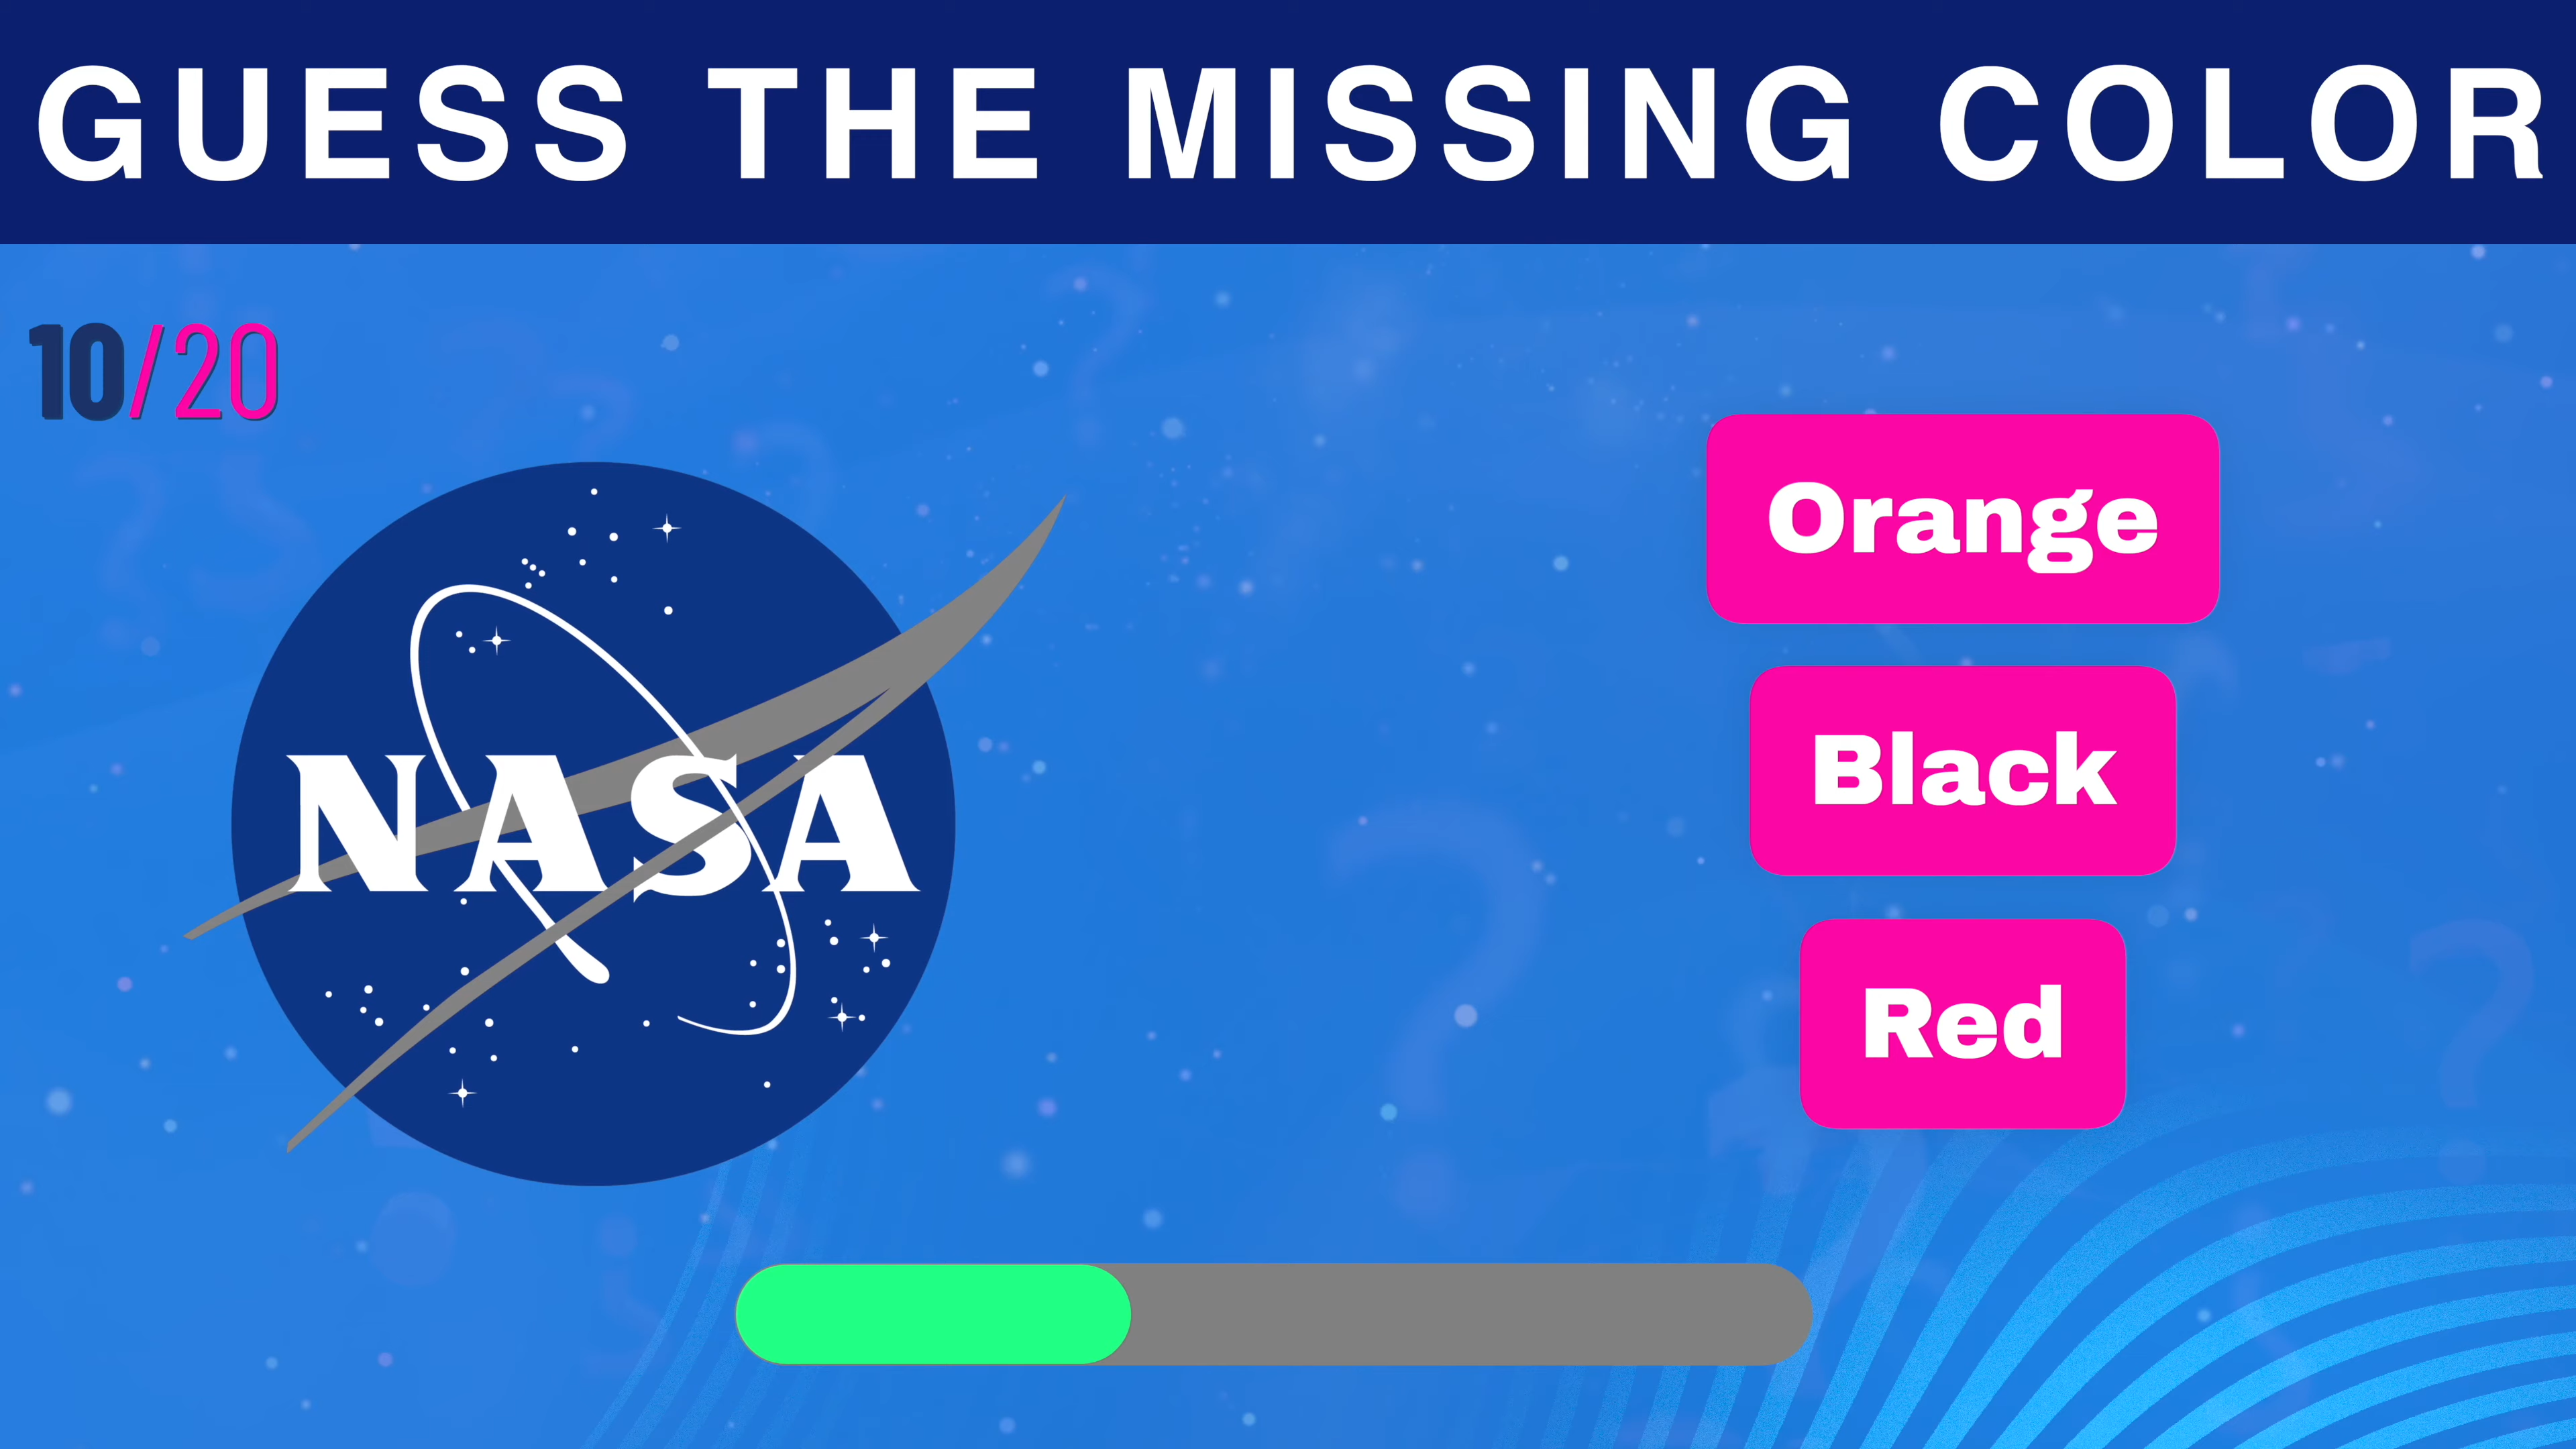 GUESS THE MISSING COLOR
10/20
NASA
Orange
Black
Red